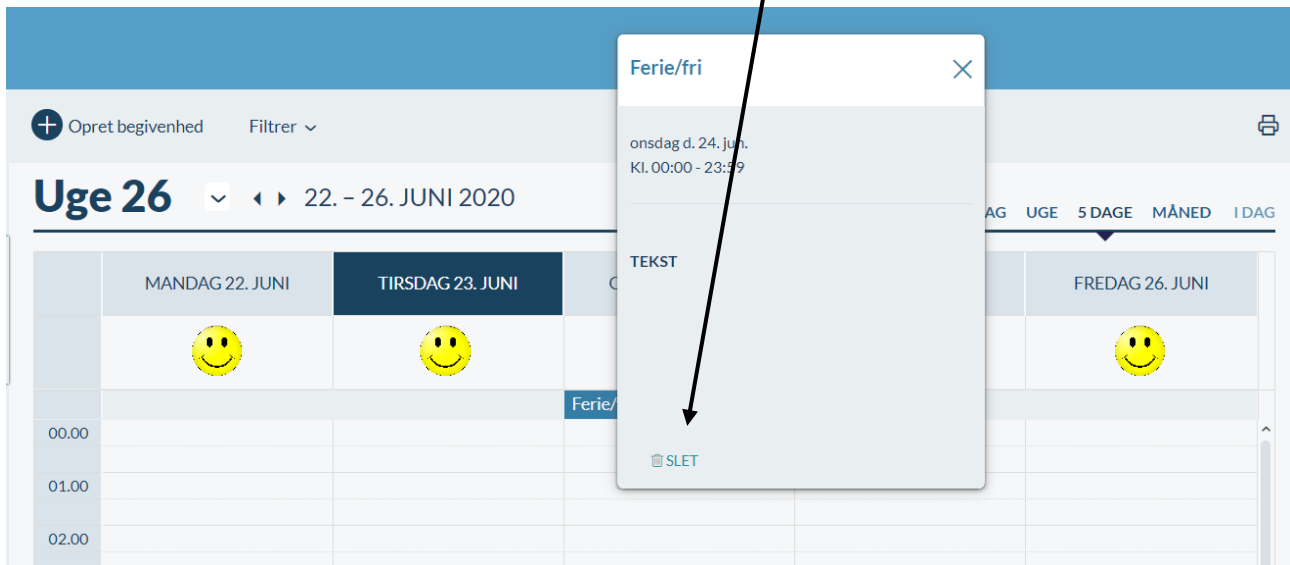 Ferie/fri
Opret begivenhed Filtrer
onsdag d. 24. jun.
Kl. 00:00 - 23:59
Uge 26 22. – 26. JUNI 2020
AG UGE 5 DAGE MÅNED I DAG
TEKST
MANDAG 22. JUNI TIRSDAG 23. JUNI FREDAG 26. JUNI
Ferie/
00.00
SLET
01.00
02.00